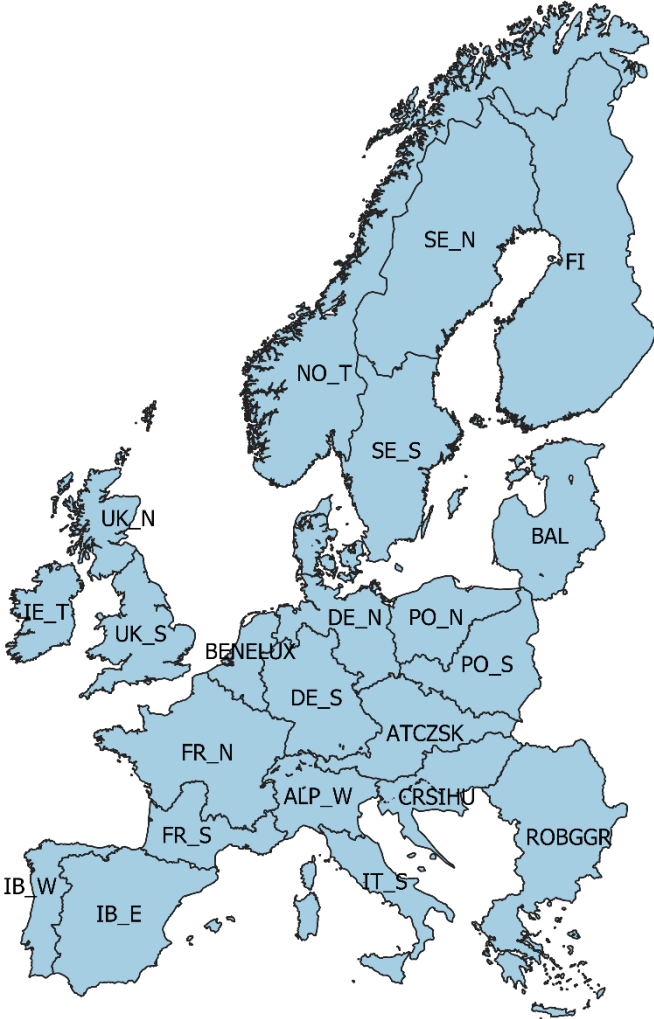 SE_N
FI
NO_T
SE_S
UK_N
BAL
IE_T
UK_S
DE_N
PO_N
BENELUX
PO_S
DE_S
ATCZSK
FR_N
ALP_W
CRSIHU
FR_S
ROBGGR
IT_S
IB_W
IB_E